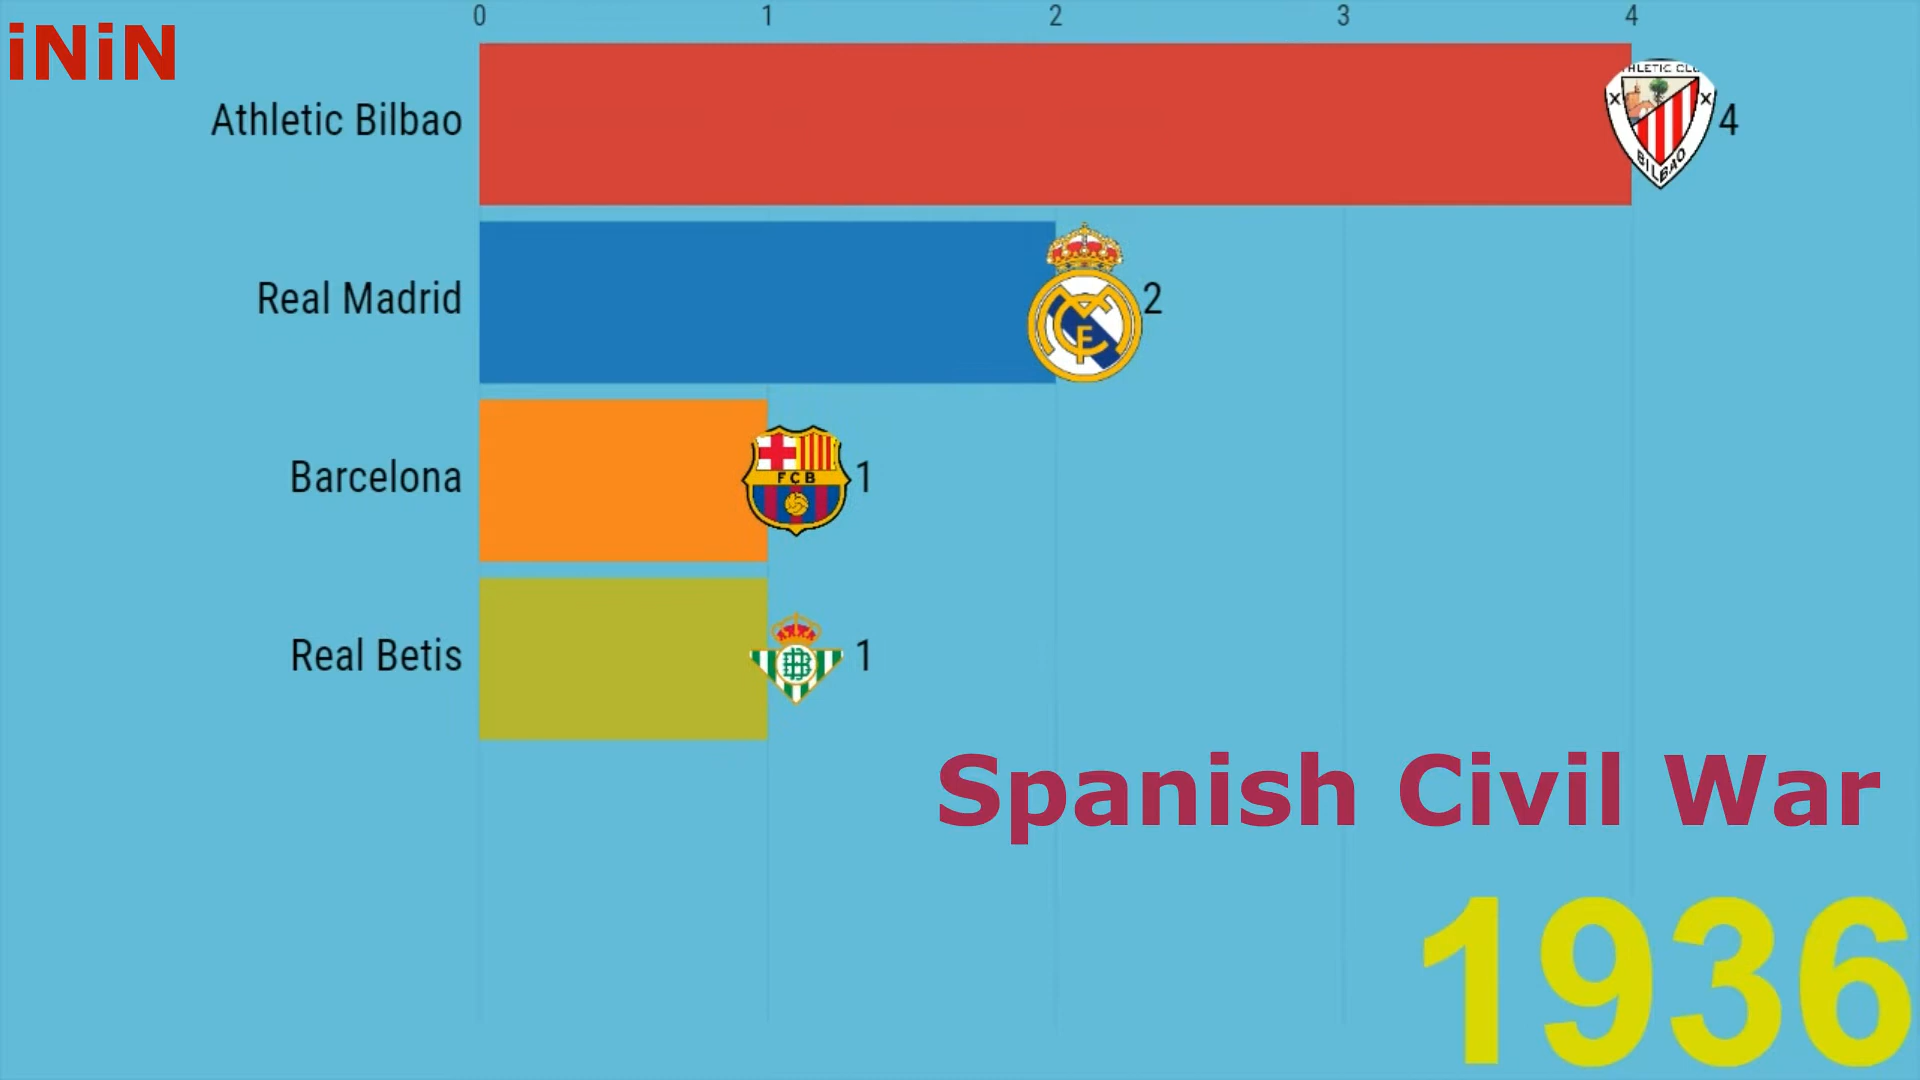 0 1 2 3 4
iNiN
Athletic Bilbao 4
Real Madrid 2
Barcelona 1
FCB
Real Betis 1
Spanish Civil War
1936
BILBAO